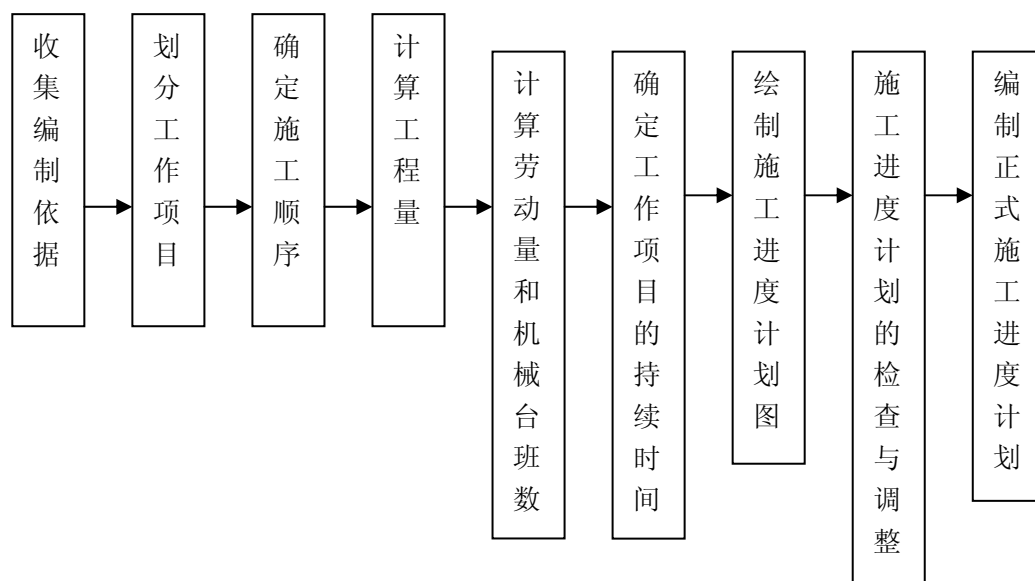 收集编制依据
划分工作项目
确定施工顺序
计算工程量
计算劳动量和机械台班数
确定工作项目的持续时间
绘制施工进度计划图
施工进度计划的检查与调整
编制正式施工进度计划